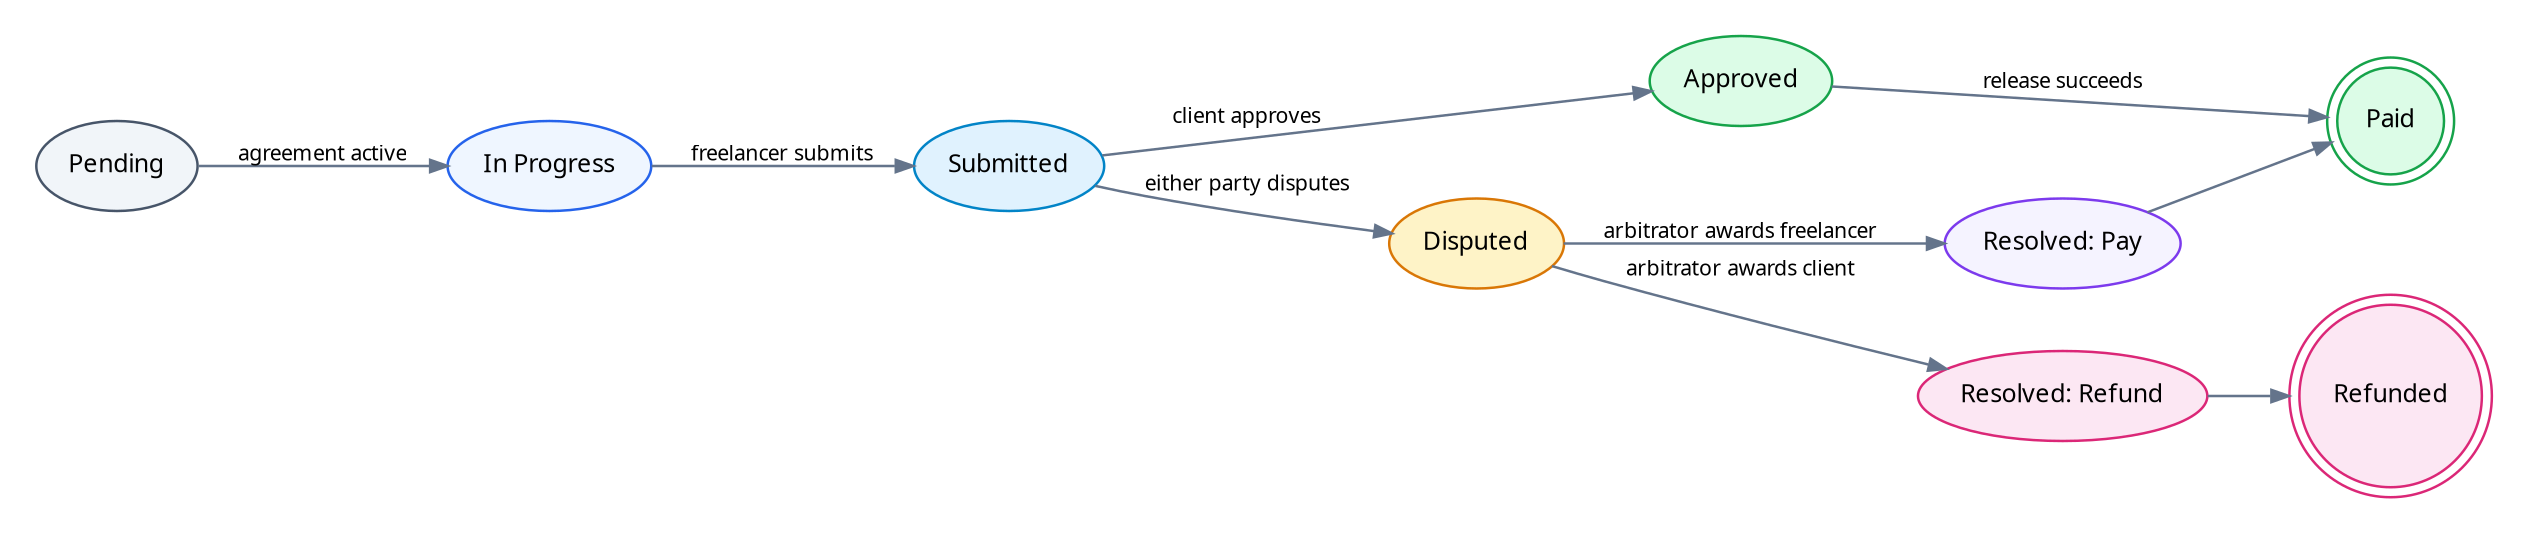 Pending
agreement active
In Progress
freelancer submits
Submitted
client approves
either party disputes
Approved
release succeeds
Paid
Disputed
arbitrator awards freelancer
arbitrator awards client
Resolved: Pay
Resolved: Refund
Refunded